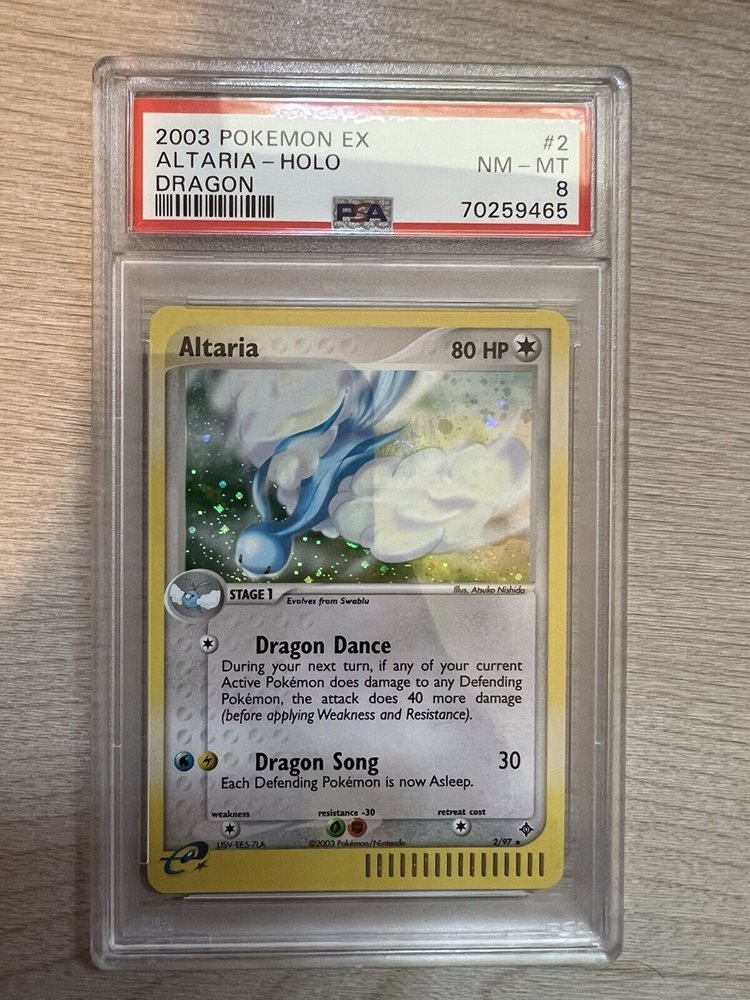 2003 POKEMON EX #2
ALTARIA - HOLO NM - MT
DRAGON 8
PSA 70259465
Altaria 80 HP
STAGE 1 Evolves from Swablu Illus. Atsuko Nishida
Dragon Dance
During your next turn, if any of your current
Active Pokémon does damage to any Defending
Pokémon, the attack does 40 more damage
(before applying Weakness and Resistance).
Dragon Song 30
Each Defending Pokémon is now Asleep.
weakness resistance -30 retreat cost
USV-EE5-7LA ©2003 Pokémon/Nintendo 2/97 ★
e